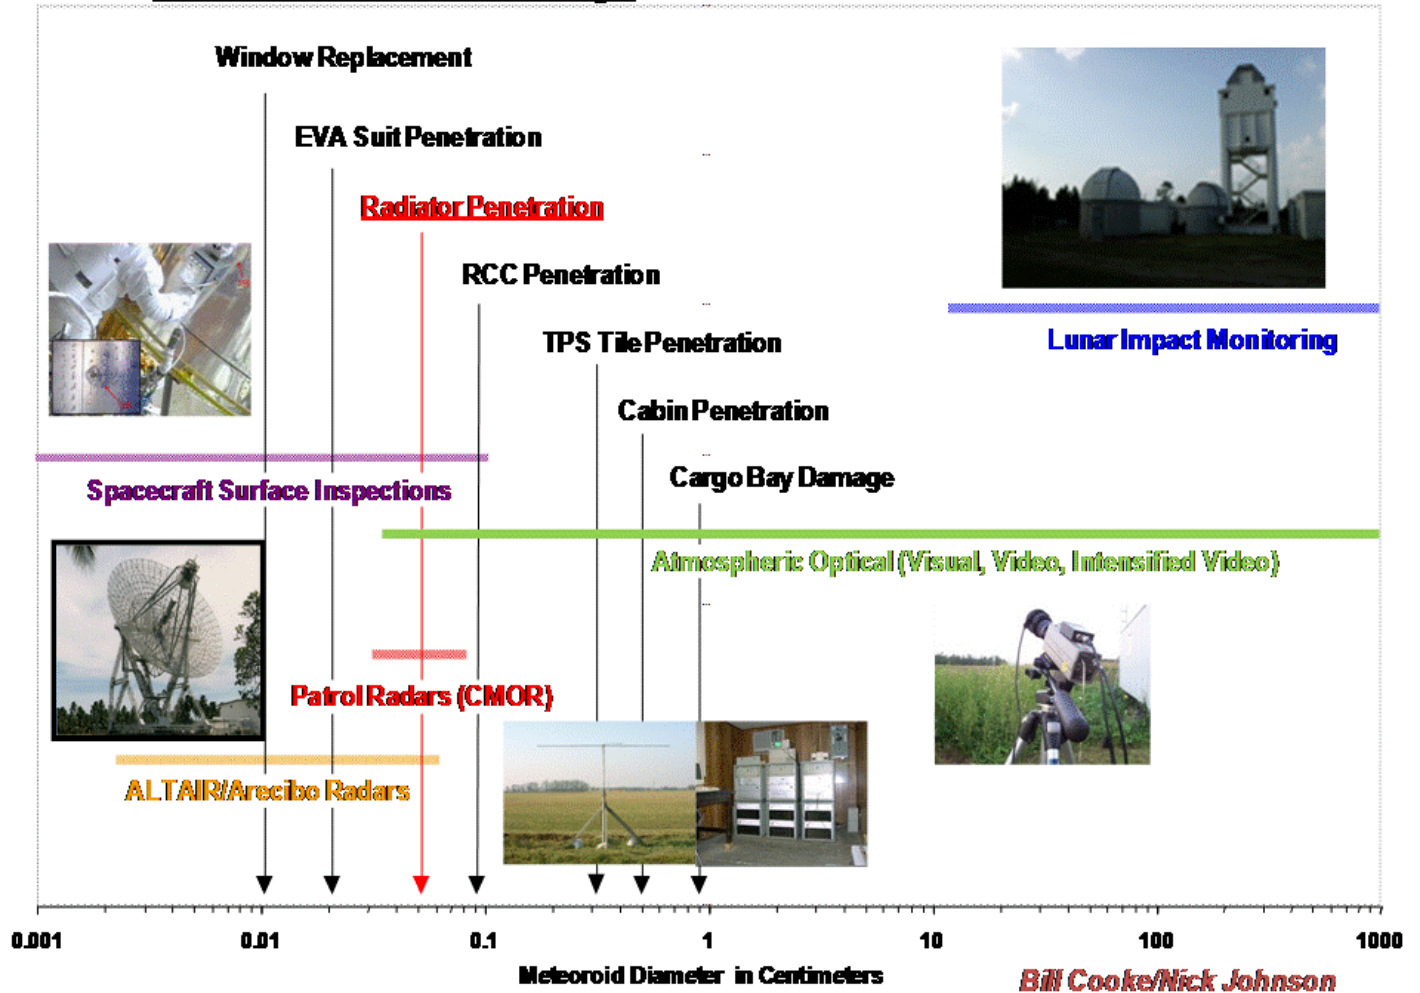 Window Replacement
EVA Suit Penetration
Radiator Penetration
RCC Penetration
TPS Tile Penetration
Lunar Impact Monitoring
Cabin Penetration
Cargo Bay Damage
Spacecraft Surface Inspections
Atmospheric Optical (Visual, Video, Intensified Video)
Patrol Radars (CMOR)
ALTAIR/Arecibo Radars
0.001 0.01 0.1 1 10 100 1000
Meteoroid Diameter in Centimeters
Bill Cooke/Nick Johnson